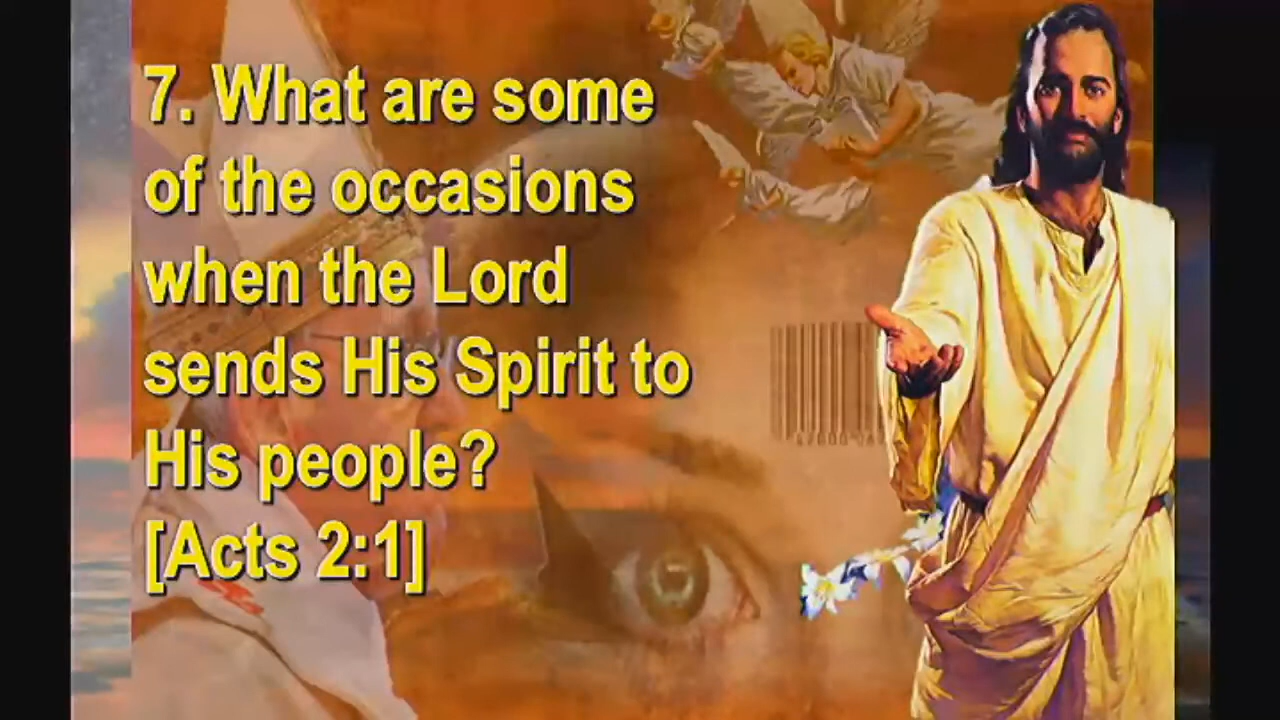 7. What are some
of the occasions
when the Lord
sends His Spirit to
His people?
[Acts 2:1]